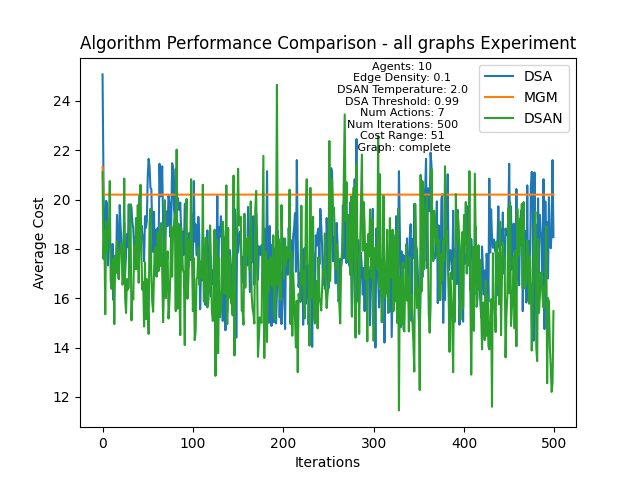 Algorithm Performance Comparison - all graphs Experiment
Agents: 10
Edge Density: 0.1
DSAN Temperature: 2.0
DSA Threshold: 0.99
Num Actions: 7
Num Iterations: 500
Cost Range: 51
Graph: complete
DSA
MGM
DSAN
Average Cost
24
22
20
18
16
14
12
0
100
200
300
400
500
Iterations